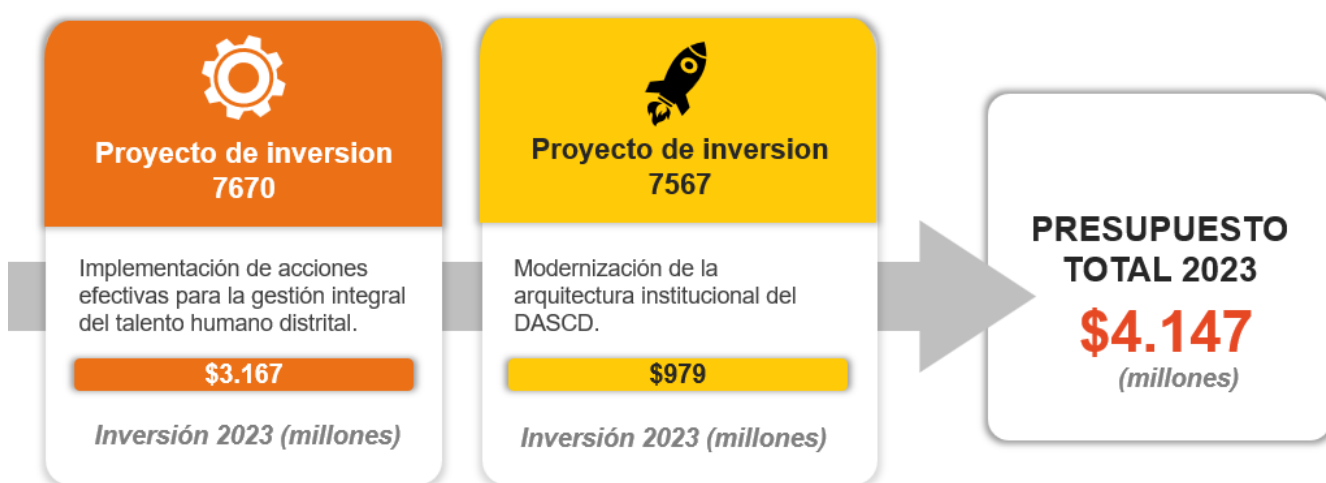 Proyecto de inversion
7670
Implementación de acciones
efectivas para la gestión integral
del talento humano distrital.
$3.167
Inversión 2023 (millones)
Proyecto de inversion
7567
Modernización de la
arquitectura institucional del
DASCD.
$979
Inversión 2023 (millones)
PRESUPUESTO
TOTAL 2023
$4.147
(millones)